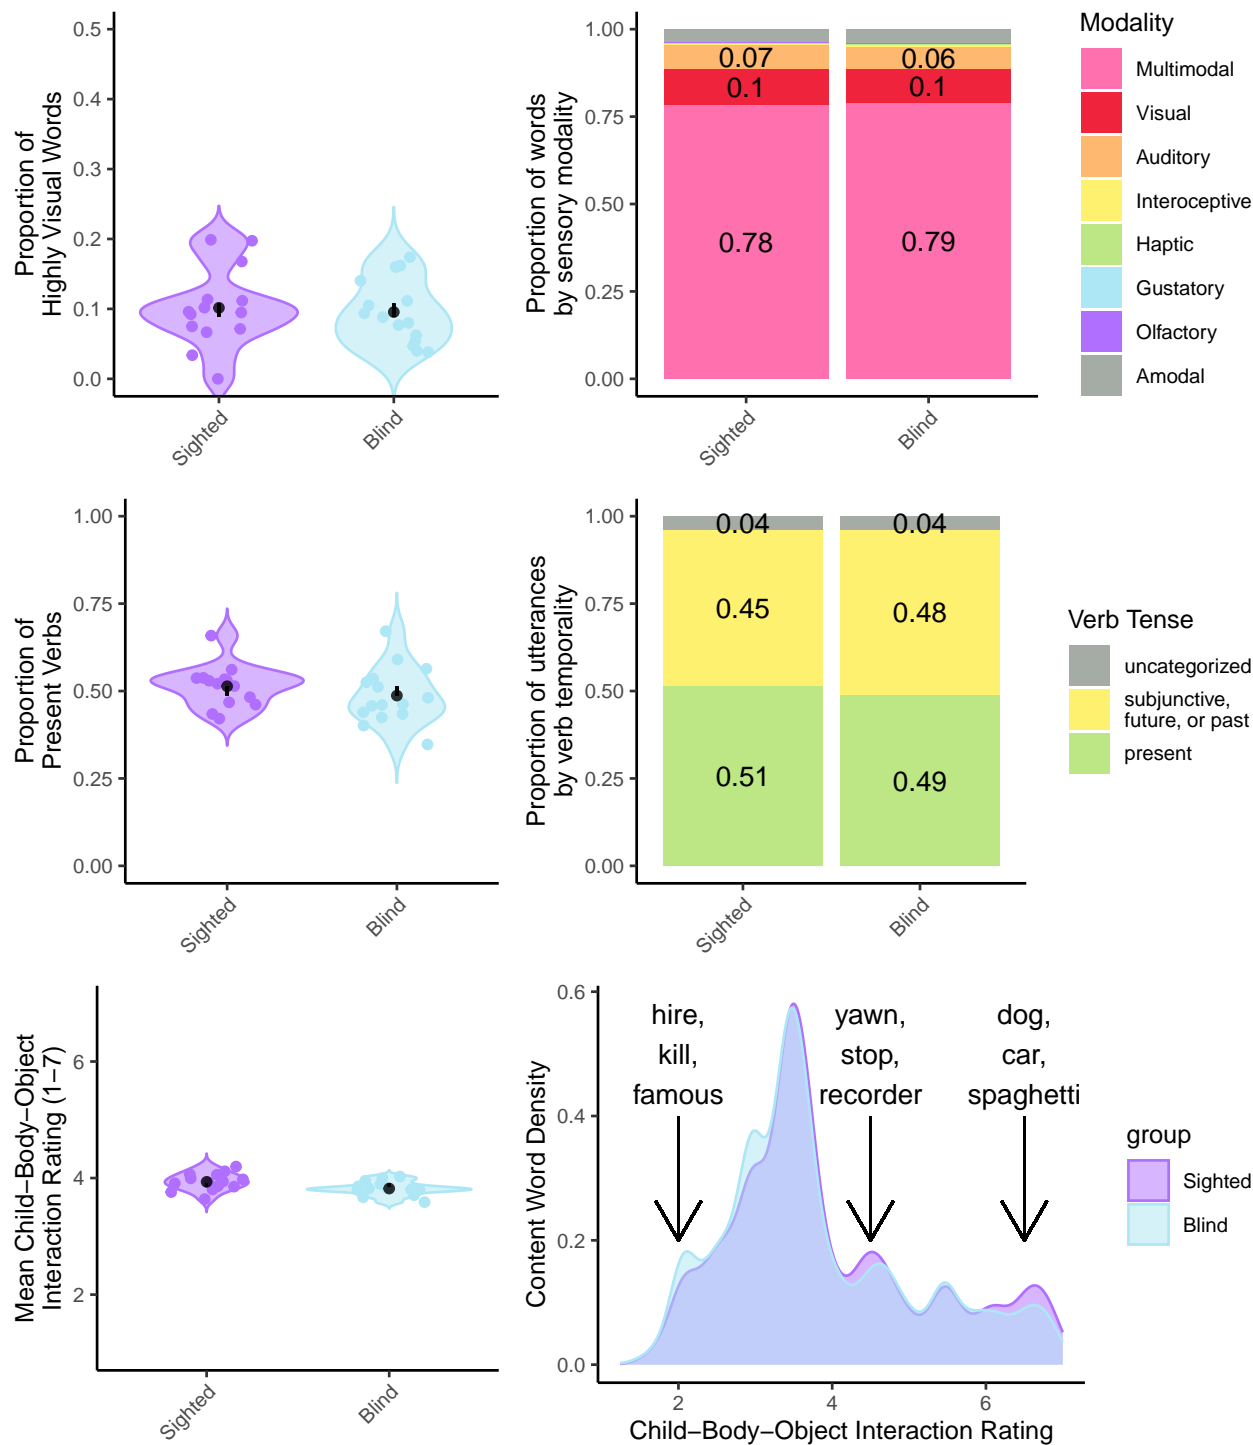 Proportion of
Highly Visual Words
0.5
0.4
0.3
0.2
0.1
0.0
Sighted
Blind
Proportion of words
by sensory modality
1.00
0.75
0.50
0.25
0.00
0.07
0.1
0.78
0.06
0.1
0.79
Sighted
Blind
Modality
Multimodal
Visual
Auditory
Interoceptive
Haptic
Gustatory
Olfactory
Amodal
Proportion of
Present Verbs
1.00
0.75
0.50
0.25
0.00
Sighted
Blind
Proportion of utterances
by verb temporality
1.00
0.75
0.50
0.25
0.00
0.04
0.45
0.51
0.04
0.48
0.49
Sighted
Blind
Verb Tense
uncategorized
subjunctive,
future, or past
present
Mean Child−Body−Object
Interaction Rating (1−7)
6
4
2
Sighted
Blind
Content Word Density
0.6
0.4
0.2
0.0
hire,
kill,
famous
yawn,
stop,
recorder
dog,
car,
spaghetti
2
4
6
Child−Body−Object Interaction Rating
group
Sighted
Blind